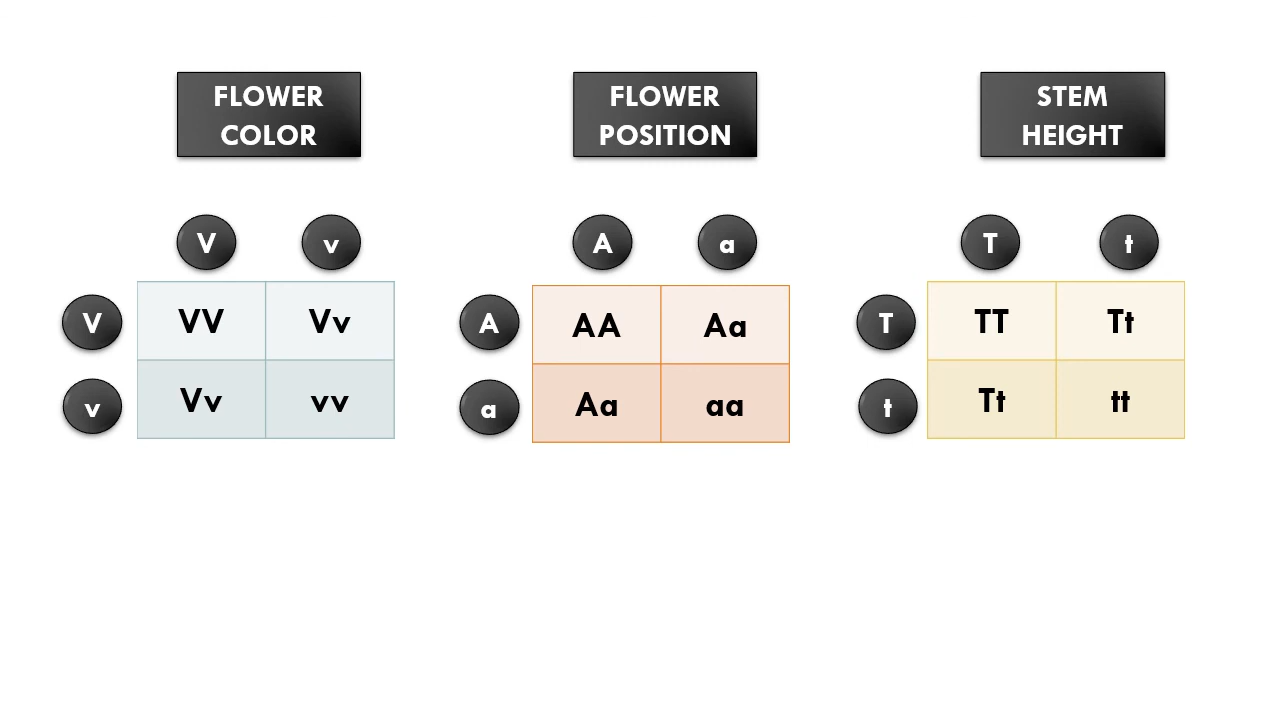 FLOWER
COLOR
FLOWER
POSITION
STEM
HEIGHT
V v
A a
T t
V VV Vv
A AA Aa
T TT Tt
v Vv vv
a Aa aa
t Tt tt